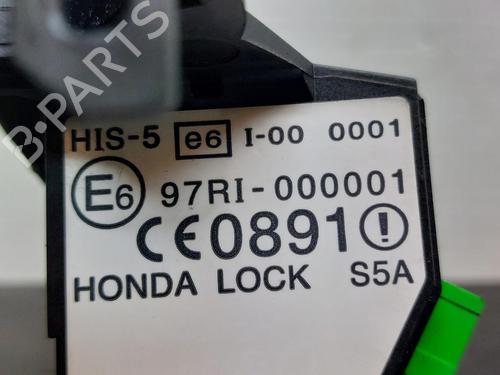 B-PARTS
HIS-5 e6 I-00 0001
E6 97RI-000001
CE0891!
HONDA LOCK S5A